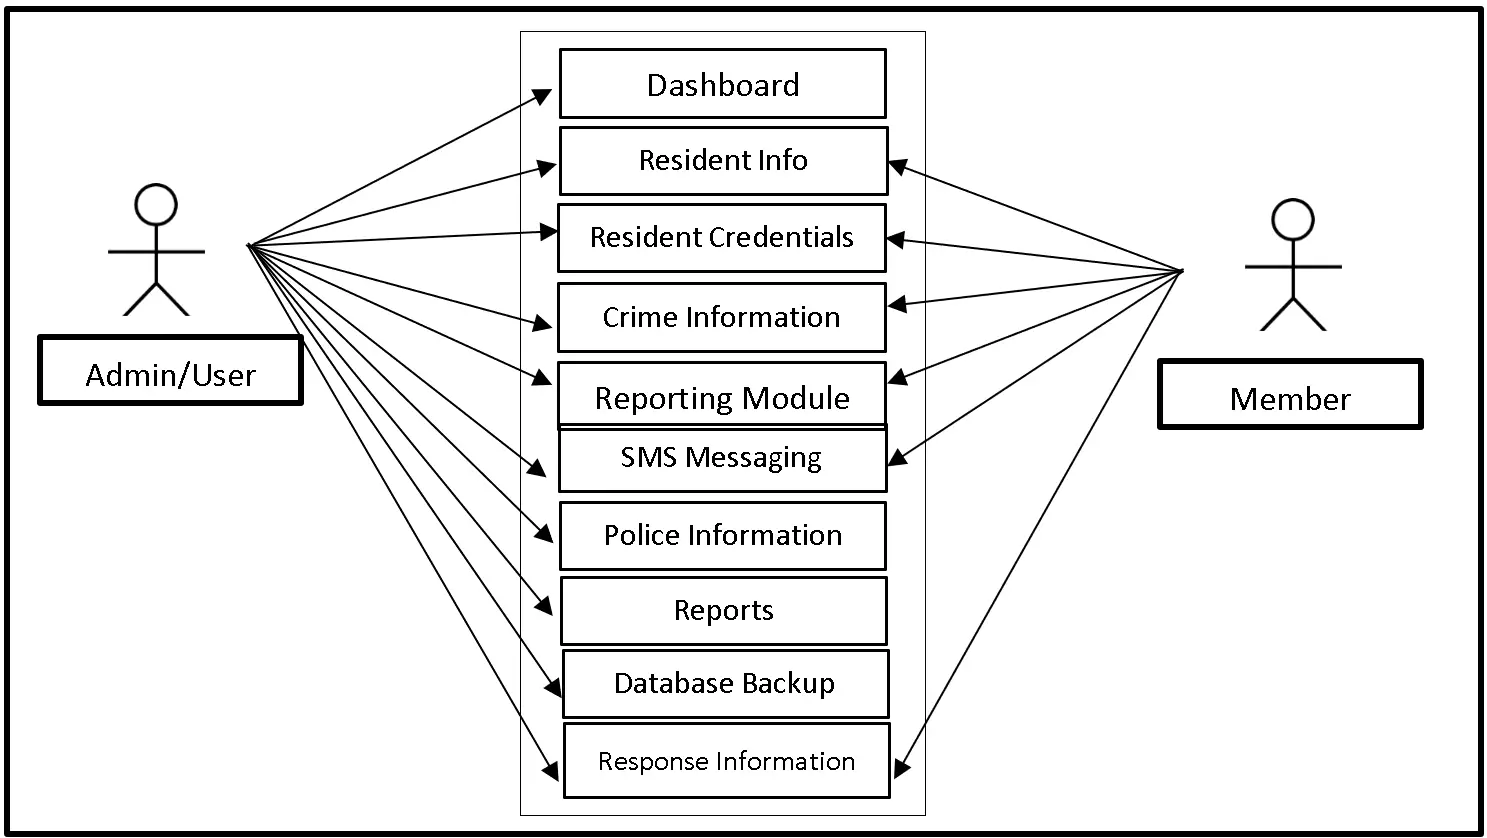 Dashboard
Resident Info
Resident Credentials
Crime Information
Reporting Module
SMS Messaging
Police Information
Reports
Database Backup
Response Information
Admin/User
Member